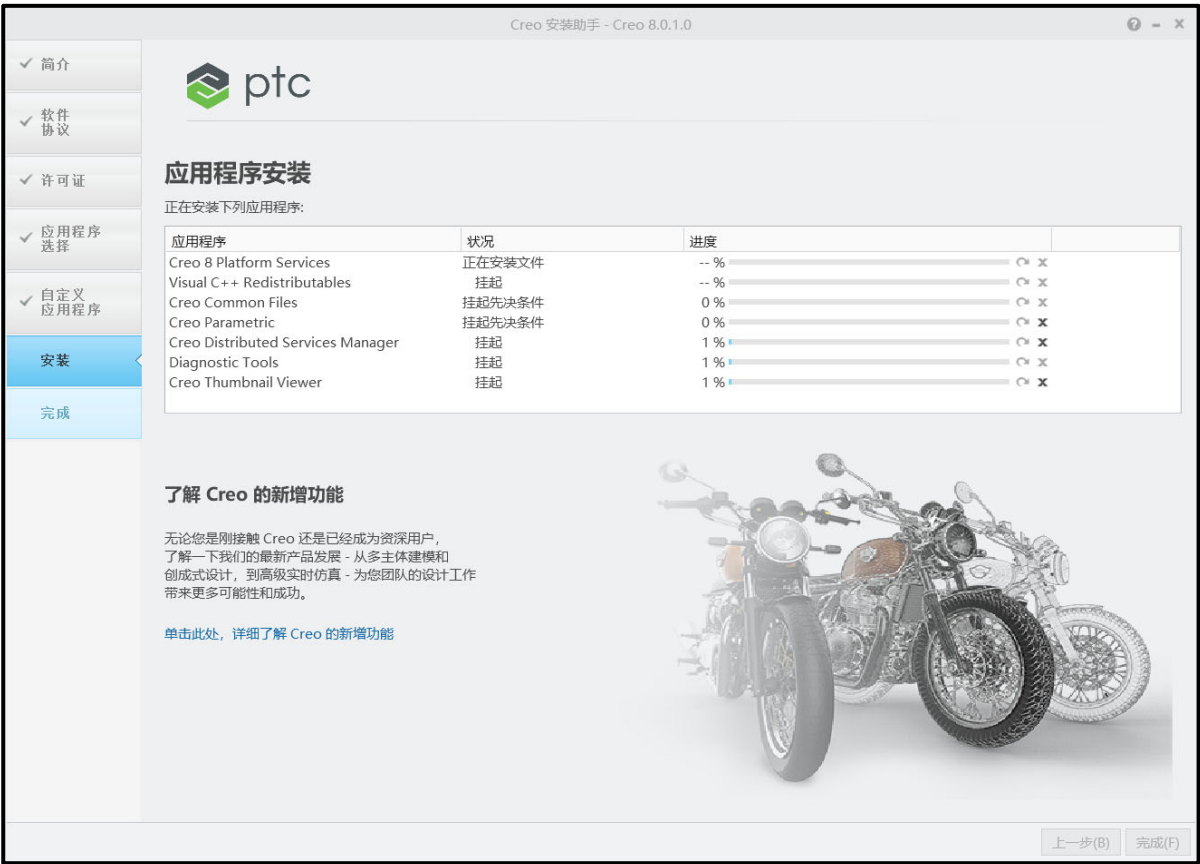 Creo 安装助手 - Creo 8.0.1.0
简介
软件
协议
许可证
应用程序
选择
自定义
应用程序
安装
完成
ptc
应用程序安装
正在安装下列应用程序:
应用程序 状况 进度
Creo 8 Platform Services 正在安装文件 -- %
Visual C++ Redistributables 挂起 -- %
Creo Common Files 挂起先决条件 0 %
Creo Parametric 挂起先决条件 0 %
Creo Distributed Services Manager 挂起 1 %
Diagnostic Tools 挂起 1 %
Creo Thumbnail Viewer 挂起 1 %
了解 Creo 的新增功能
无论您是刚接触 Creo 还是已经成为资深用户，
了解一下我们的最新产品发展 - 从多主体建模和
创成式设计，到高级实时仿真 - 为您团队的设计工作
带来更多可能性和成功。
单击此处，详细了解 Creo 的新增功能
上一步(B) 完成(F)